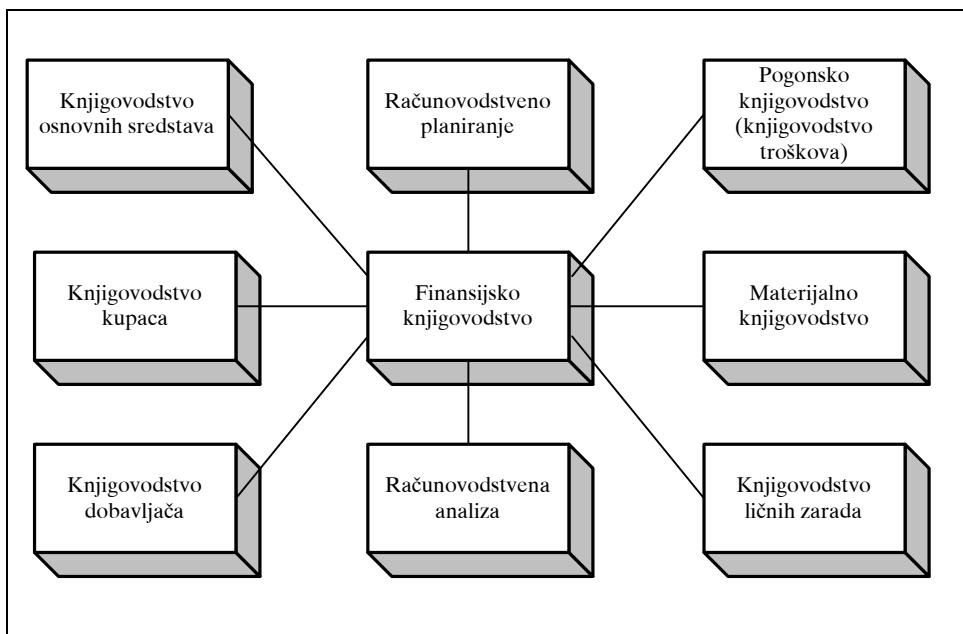 Knjigovodstvo
osnovnih sredstava
Računovodstveno
planiranje
Pogonsko
knjigovodstvo
(knjigovodstvo
troškova)
Knjigovodstvo
kupaca
Finansijsko
knjigovodstvo
Materijalno
knjigovodstvo
Knjigovodstvo
dobavljača
Računovodstvena
analiza
Knjigovodstvo
ličnih zarada